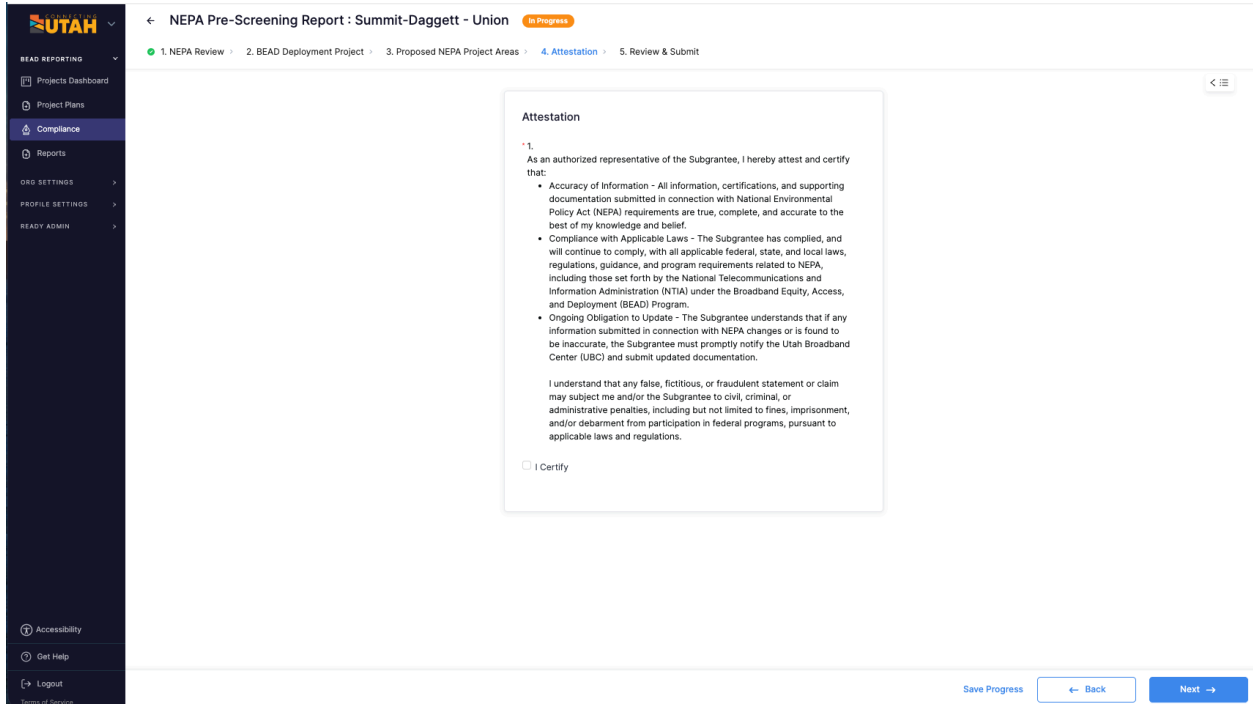 CONNECTING
UTAH
BEAD REPORTING
Projects Dashboard
Project Plans
Compliance
Reports
ORG SETTINGS
PROFILE SETTINGS
READY ADMIN
Accessibility
Get Help
Logout
Terms of Service
NEPA Pre-Screening Report : Summit-Daggett - Union
In Progress
1. NEPA Review
2. BEAD Deployment Project
3. Proposed NEPA Project Areas
4. Attestation
5. Review & Submit
Attestation
* 1.
As an authorized representative of the Subgrantee, I hereby attest and certify
that:
• Accuracy of Information - All information, certifications, and supporting
documentation submitted in connection with National Environmental
Policy Act (NEPA) requirements are true, complete, and accurate to the
best of my knowledge and belief.
• Compliance with Applicable Laws - The Subgrantee has complied, and
will continue to comply, with all applicable federal, state, and local laws,
regulations, guidance, and program requirements related to NEPA,
including those set forth by the National Telecommunications and
Information Administration (NTIA) under the Broadband Equity, Access,
and Deployment (BEAD) Program.
• Ongoing Obligation to Update - The Subgrantee understands that if any
information submitted in connection with NEPA changes or is found to
be inaccurate, the Subgrantee must promptly notify the Utah Broadband
Center (UBC) and submit updated documentation.
I understand that any false, fictitious, or fraudulent statement or claim
may subject me and/or the Subgrantee to civil, criminal, or
administrative penalties, including but not limited to fines, imprisonment,
and/or debarment from participation in federal programs, pursuant to
applicable laws and regulations.
I Certify
Save Progress
Back
Next